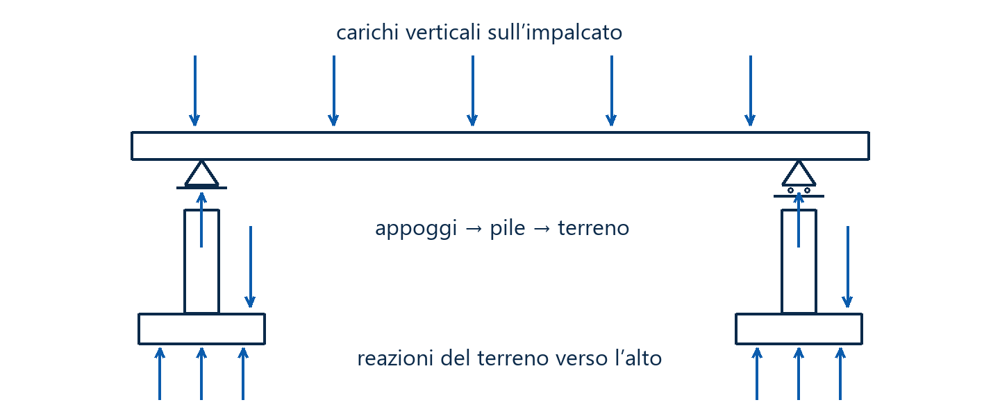 carichi verticali sull’impalcato
appoggi → pile → terreno
reazioni del terreno verso l’alto